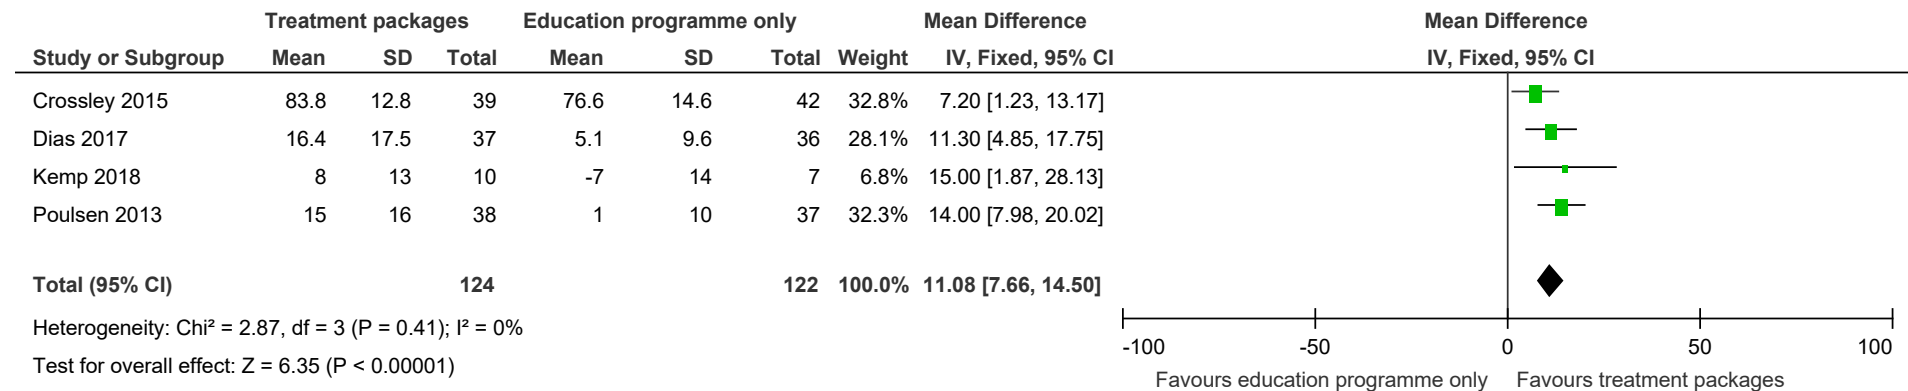 Treatment packages Education programme only Mean Difference Mean Difference
Study or Subgroup Mean SD Total Mean SD Total Weight IV, Fixed, 95% CI IV, Fixed, 95% CI
Crossley 2015 83.8 12.8 39 76.6 14.6 42 32.8% 7.20 [1.23, 13.17]
Dias 2017 16.4 17.5 37 5.1 9.6 36 28.1% 11.30 [4.85, 17.75]
Kemp 2018 8 13 10 -7 14 7 6.8% 15.00 [1.87, 28.13]
Poulsen 2013 15 16 38 1 10 37 32.3% 14.00 [7.98, 20.02]
Total (95% CI) 124 122 100.0% 11.08 [7.66, 14.50]
Heterogeneity: Chi² = 2.87, df = 3 (P = 0.41); I² = 0%
Test for overall effect: Z = 6.35 (P < 0.00001)
-100 -50 0 50 100
Favours education programme only Favours treatment packages